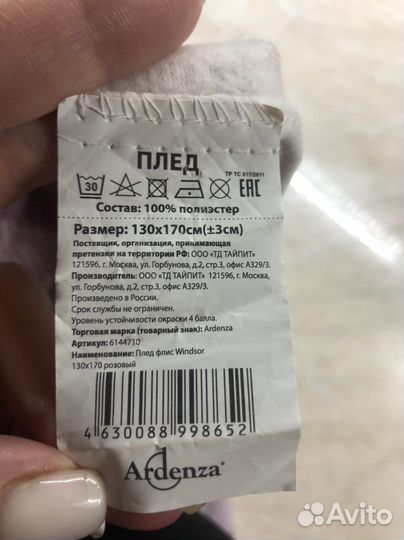 ПЛЕД
ТР ТС 017/2011
30
EAC
Состав: 100% полиэстер
Размер: 130x170см(±3см)
Поставщик, организация, принимающая
претензии на территории РФ: ООО «ТД ТАЙПИТ»
121596, г. Москва, ул. Горбунова, д.2, стр.3, офис А329/3.
Производитель: ООО «ТД ТАЙПИТ», 121596, г. Москва,
ул. Горбунова, д.2, стр.3, офис А329/3.
Произведено в России.
Срок службы не ограничен.
Уровень устойчивости окраски 4 балла.
Торговая марка (товарный знак): Ardenza
Артикул: 6144710
Наименование: Плед флис Windsor
130x170 розовый
4 630088 998652
Ardenza
Avito